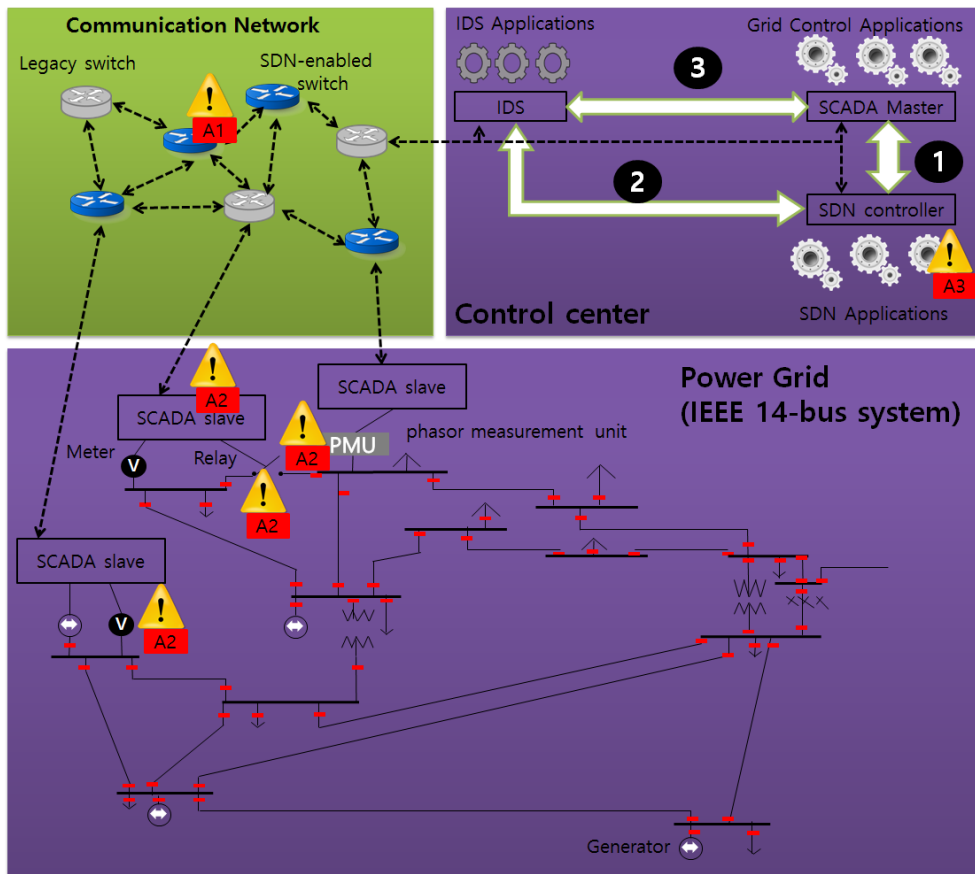 Communication Network
Legacy switch
SDN-enabled
switch
A1
IDS Applications
Grid Control Applications
3
IDS
SCADA Master
2
1
SDN controller
A3
SDN Applications
Control center
Power Grid
(IEEE 14-bus system)
SCADA slave
A2
SCADA slave
A2
PMU
phasor measurement unit
Meter
V
Relay
A2
SCADA slave
V
A2
Generator